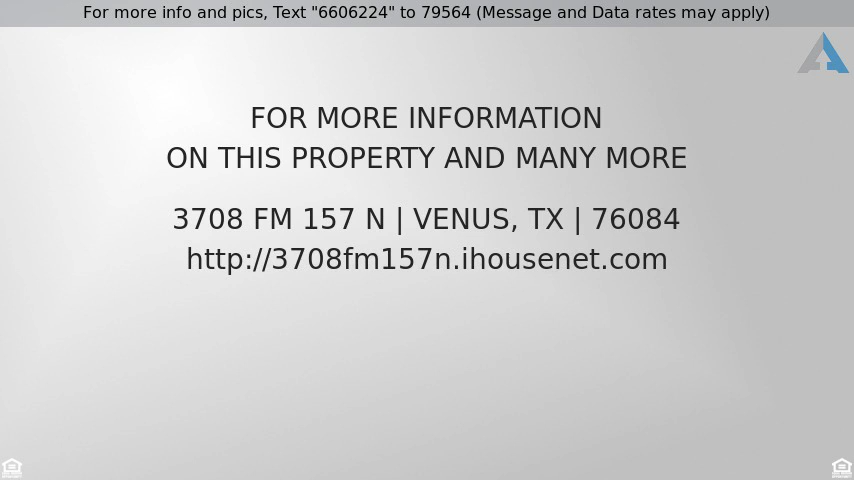 For more info and pics, Text "6606224" to 79564 (Message and Data rates may apply)
FOR MORE INFORMATION
ON THIS PROPERTY AND MANY MORE
3708 FM 157 N | VENUS, TX | 76084
http://3708fm157n.ihousenet.com